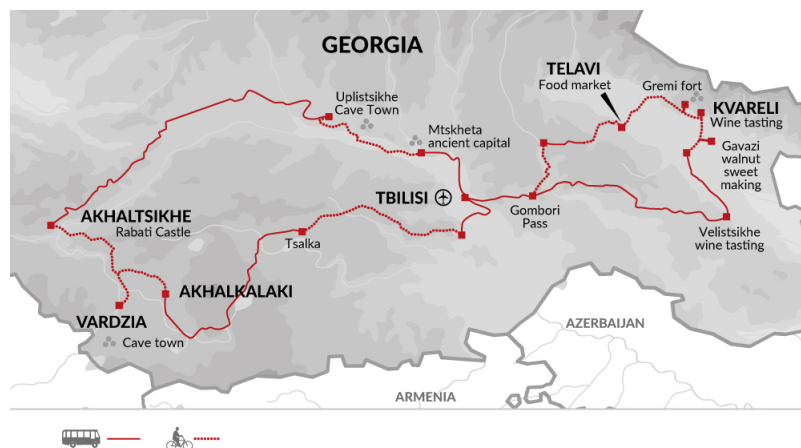 GEORGIA
TELAVI
Food market
Gremi fort
KVARELI
Wine tasting
Uplistsikhe
Cave Town
Mtskheta
ancient capital
Gavazi
walnut
sweet
making
TBILISI
Gombori
Pass
AKHALTSIKHE
Rabati Castle
Tsalka
Velistsikhe
wine tasting
AKHALKALAKI
VARDZIA
Cave town
AZERBAIJAN
ARMENIA